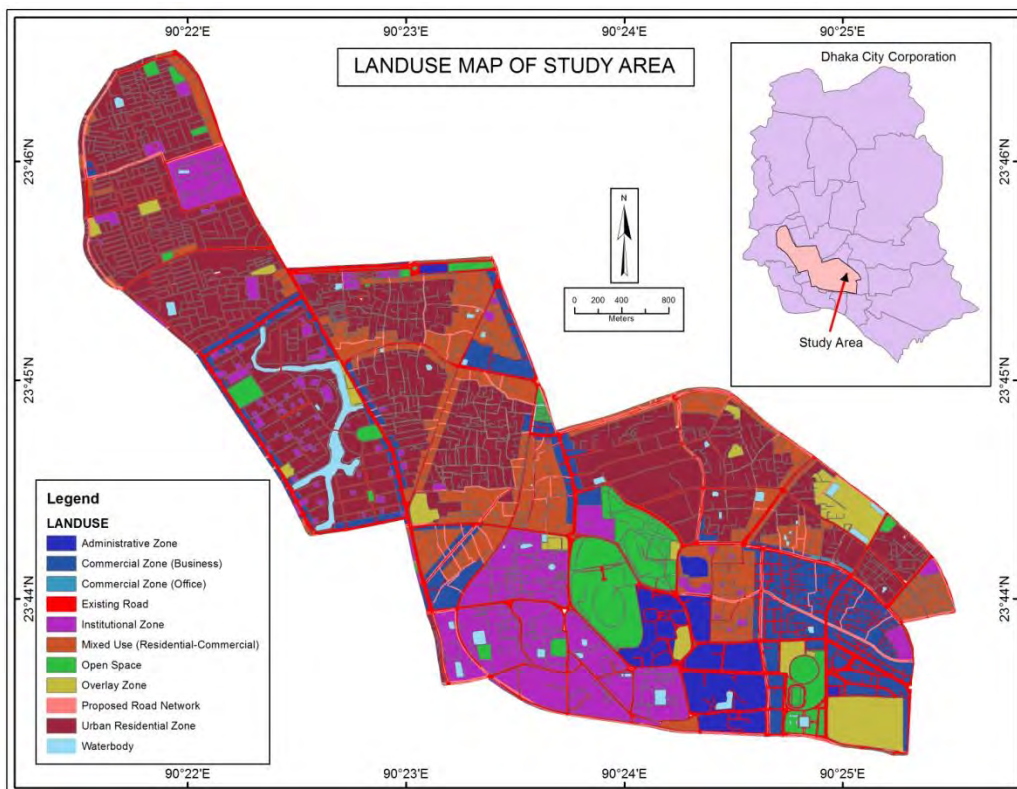 90°22'E 90°23'E 90°24'E 90°25'E
LANDUSE MAP OF STUDY AREA
Dhaka City Corporation
Study Area
23°46'N 23°46'N
23°45'N 23°45'N
23°44'N 23°44'N
N
0 200 400 800
Meters
Legend
LANDUSE
Administrative Zone
Commercial Zone (Business)
Commercial Zone (Office)
Existing Road
Institutional Zone
Mixed Use (Residential-Commercial)
Open Space
Overlay Zone
Proposed Road Network
Urban Residential Zone
Waterbody
90°22'E 90°23'E 90°24'E 90°25'E